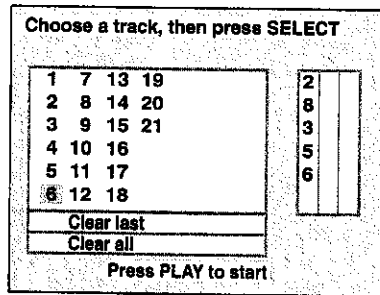 Choose a track, then press SELECT
1 7 13 19
2 8 14 20
3 9 15 21
4 10 16
5 11 17
6 12 18
Clear last
Clear all
2
8
3
5
6
Press PLAY to start